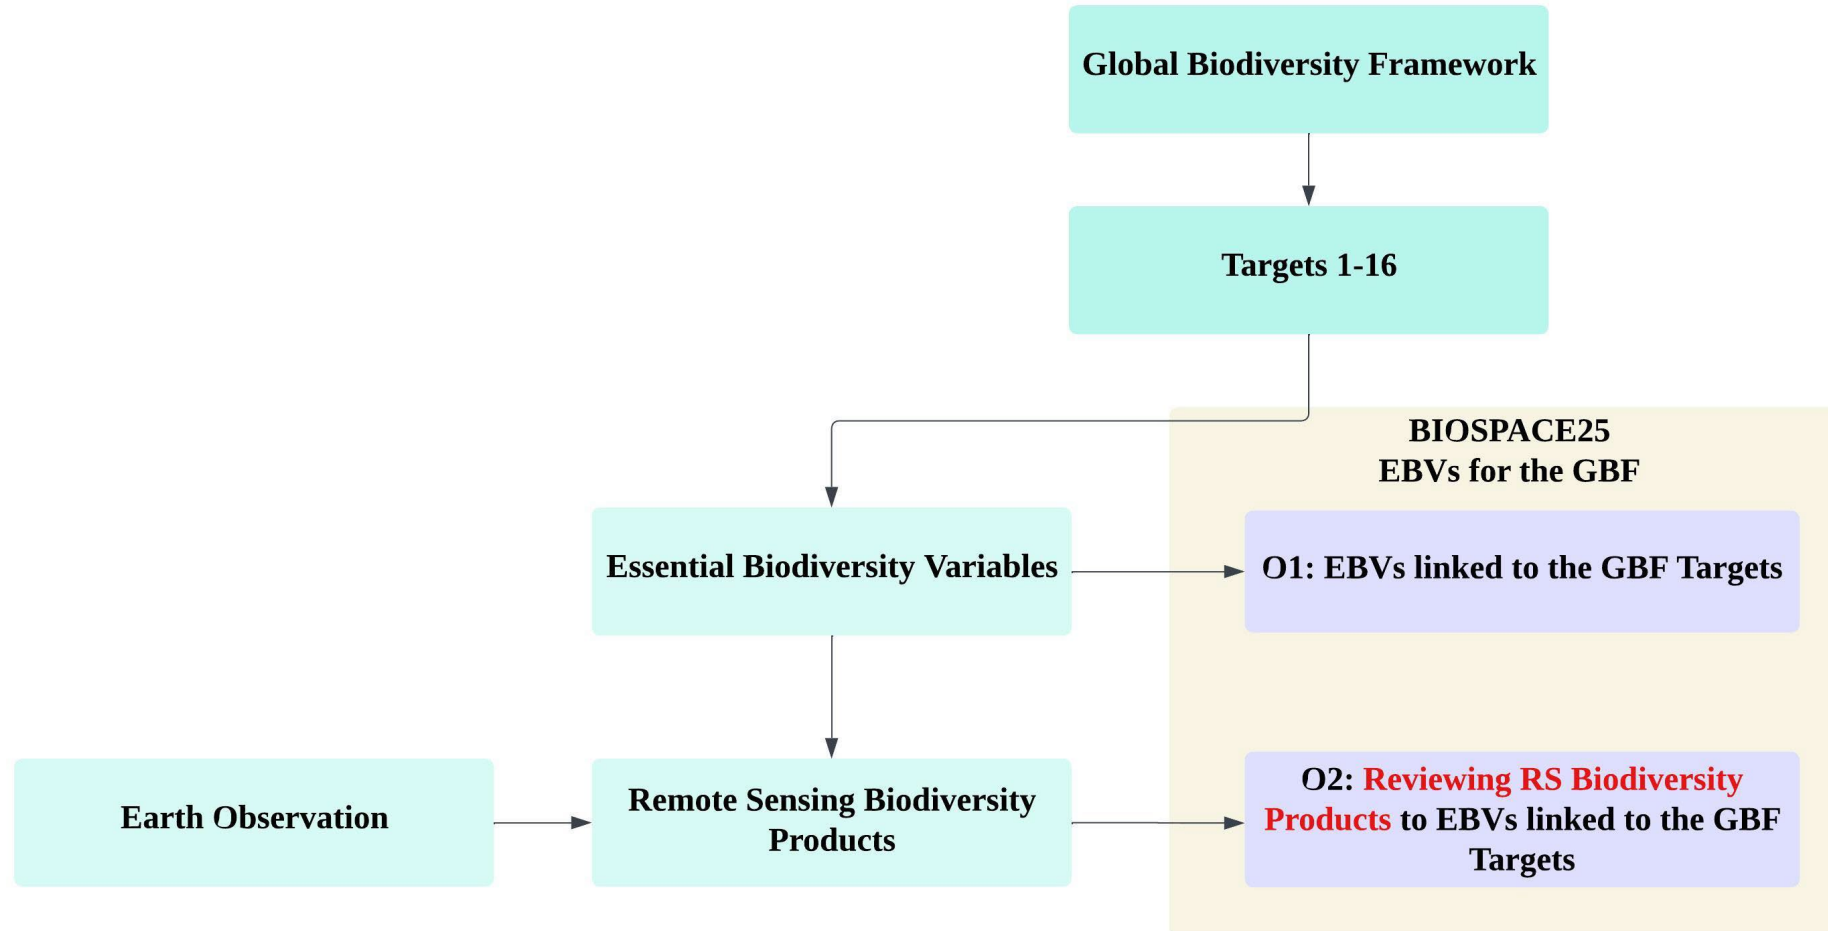 Global Biodiversity Framework
Targets 1-16
BIOSPACE25
EBVs for the GBF
Essential Biodiversity Variables
O1: EBVs linked to the GBF Targets
Earth Observation
Remote Sensing Biodiversity
Products
O2: Reviewing RS Biodiversity
Products to EBVs linked to the GBF
Targets